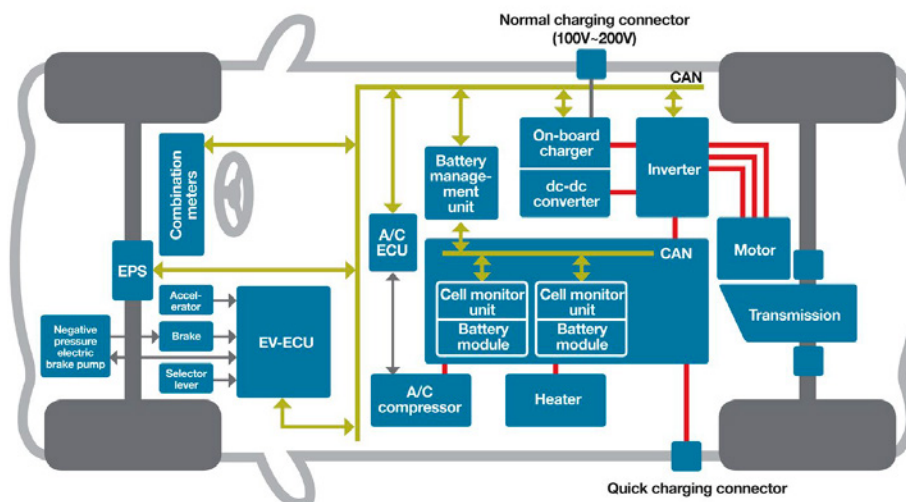 Normal charging connector
(100V~200V)
CAN
Combination
meters
Battery
manage-
ment
unit
On-board
charger
dc-dc
converter
Inverter
A/C
ECU
EPS
CAN
Motor
Accel-
erator
Cell monitor
unit
Battery
module
Cell monitor
unit
Battery
module
Transmission
Negative
pressure
electric
brake pump
Brake
EV-ECU
Selector
lever
A/C
compressor
Heater
Quick charging connector